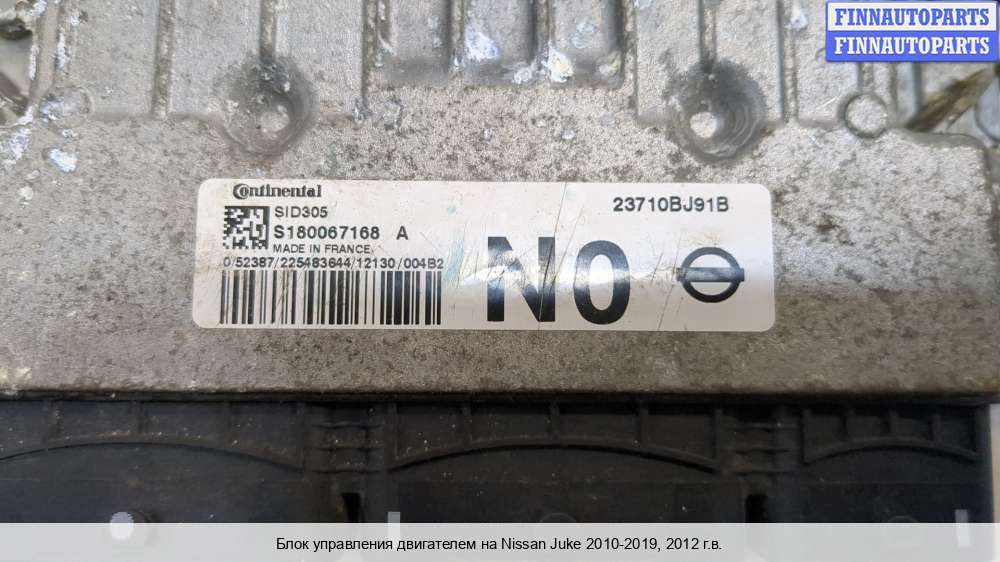 FINNAUTOPARTS
FINNAUTOPARTS
Continental
SID305
S180067168 A
MADE IN FRANCE
0/52387/225483644/12130/004B2
23710BJ91B
N0
Блок управления двигателем на Nissan Juke 2010-2019, 2012 г.в.